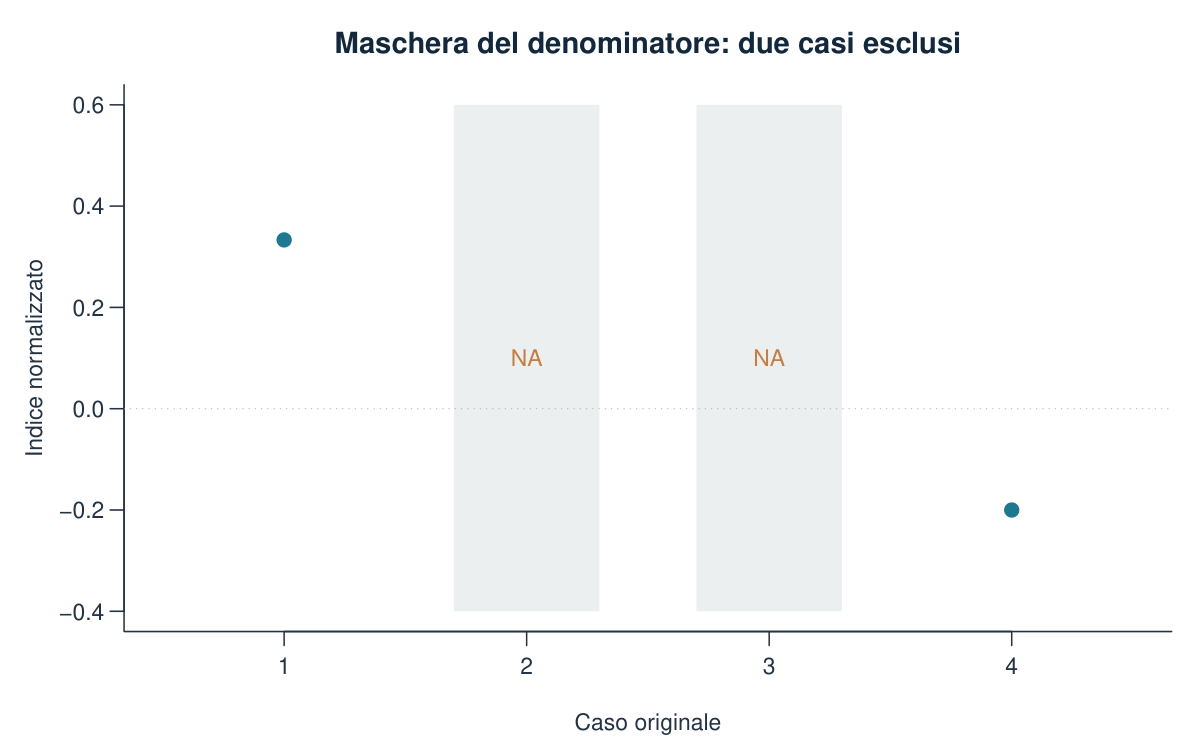 Maschera del denominatore: due casi esclusi
Indice normalizzato
0.6
0.4
0.2
0.0
−0.2
−0.4
NA NA
1 2 3 4
Caso originale